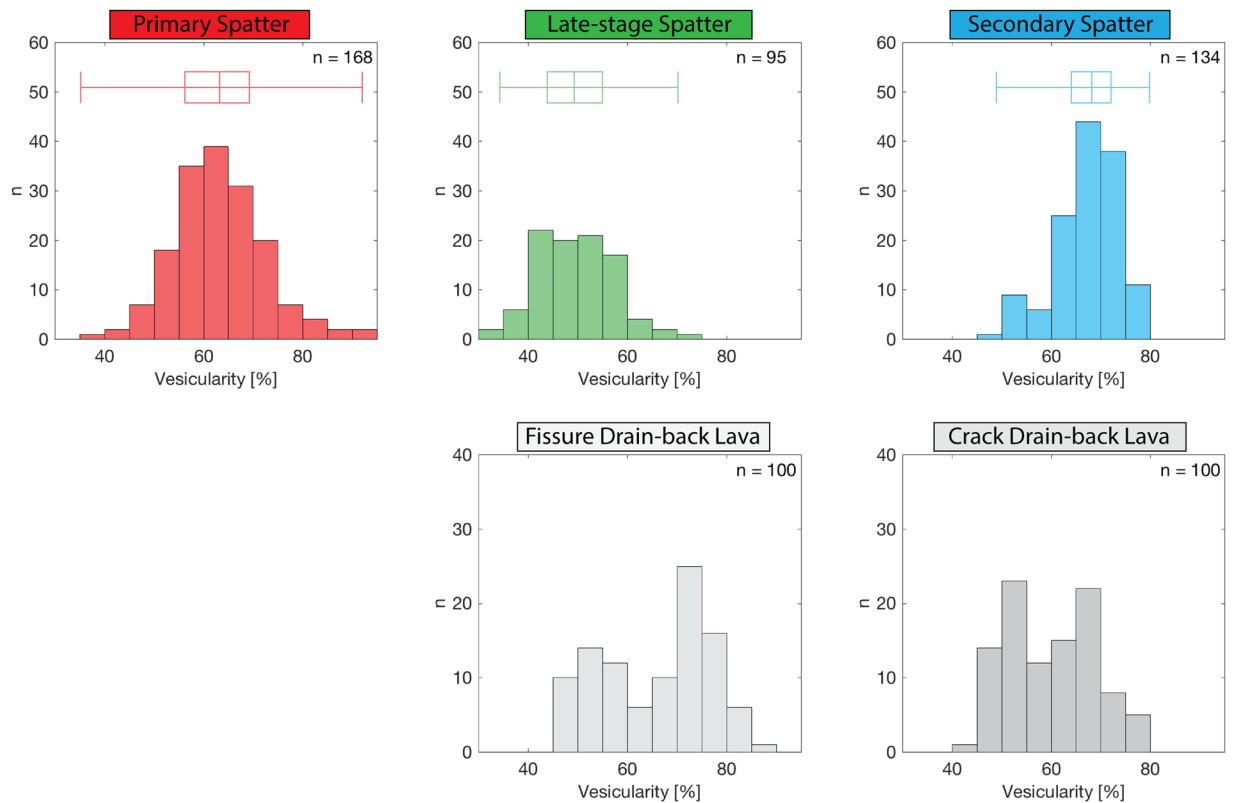 Primary Spatter
n = 168
60
50
40
30
20
10
0
n
40 60 80
Vesicularity [%]
Late-stage Spatter
n = 95
60
50
40
30
20
10
0
n
40 60 80
Vesicularity [%]
Secondary Spatter
n = 134
60
50
40
30
20
10
0
n
40 60 80
Vesicularity [%]
Fissure Drain-back Lava
n = 100
40
30
20
10
0
n
40 60 80
Vesicularity [%]
Crack Drain-back Lava
n = 100
40
30
20
10
0
n
40 60 80
Vesicularity [%]